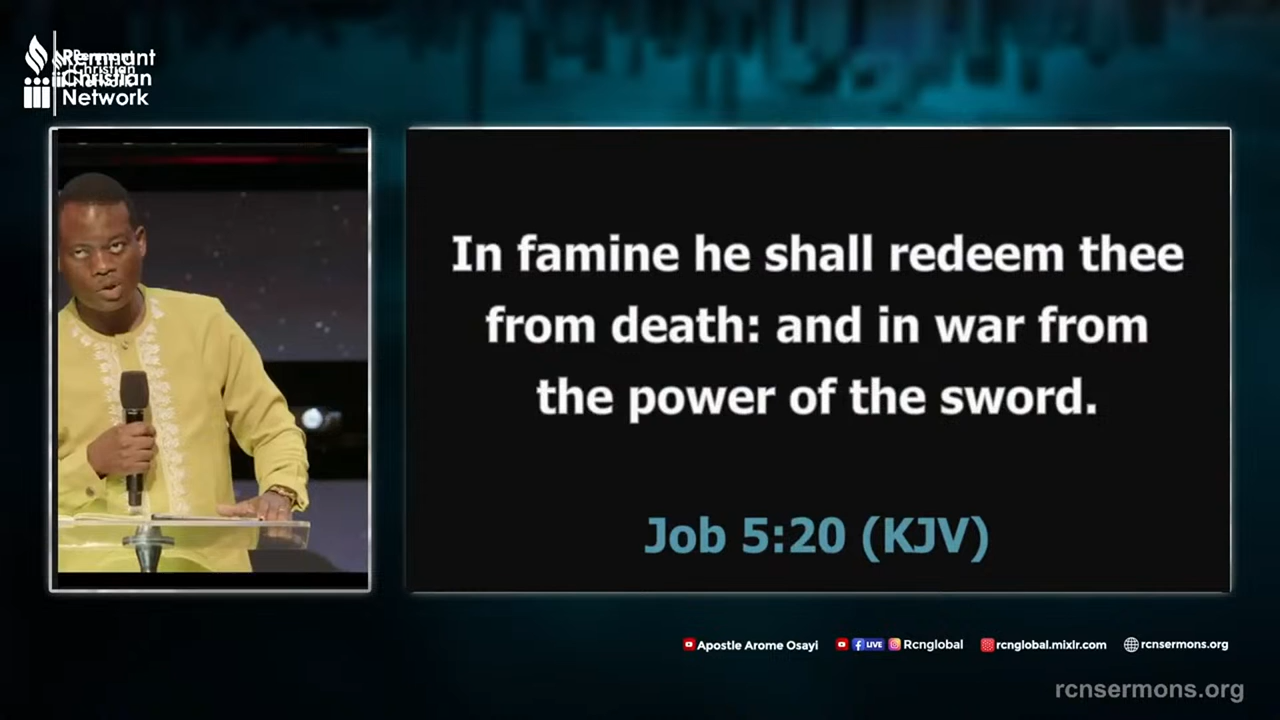 Remnant
Christian
Network
In famine he shall redeem thee
from death: and in war from
the power of the sword.
Job 5:20 (KJV)
Apostle Arome Osayi
LIVE
Rcnglobal
rcnglobal.mixlr.com
rcnsermons.org
rcnsermons.org